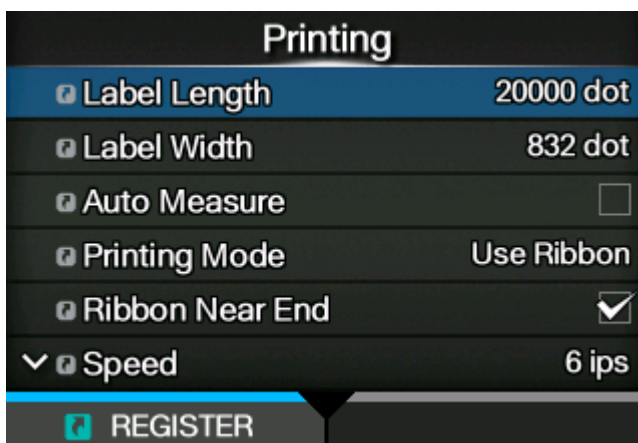 Printing
Label Length 20000 dot
Label Width 832 dot
Auto Measure
Printing Mode Use Ribbon
Ribbon Near End
Speed 6 ips
REGISTER